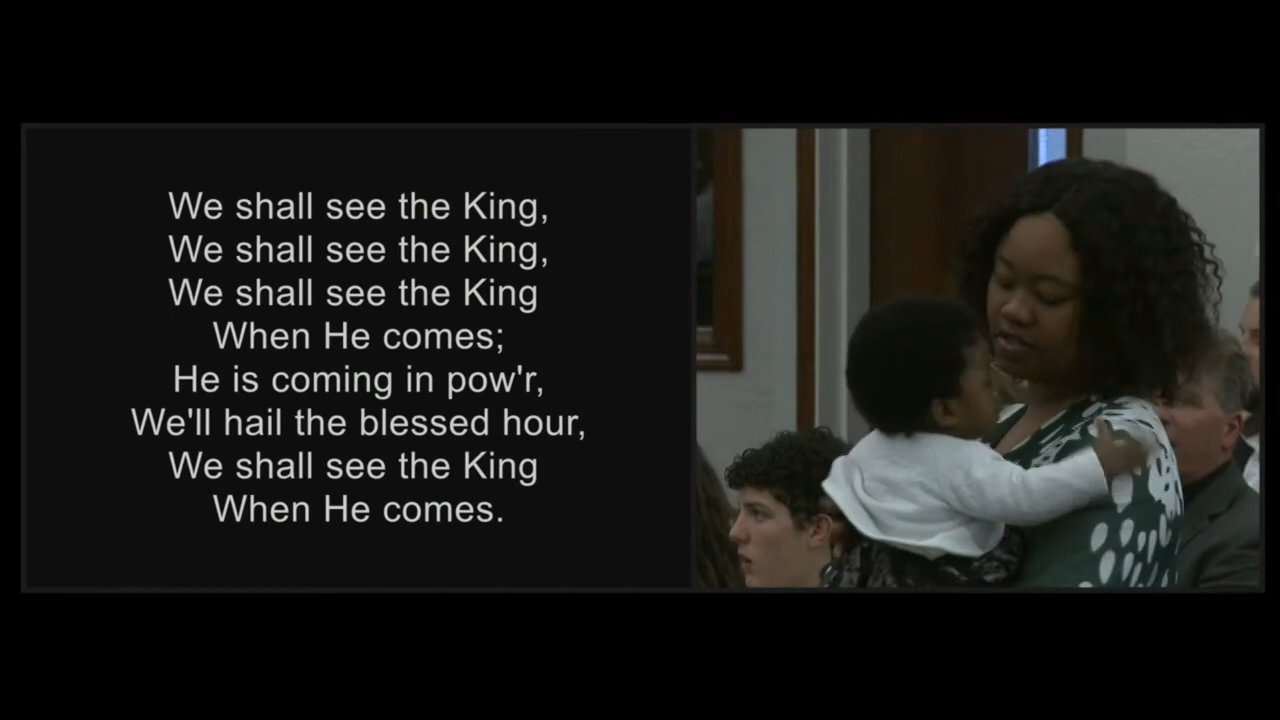 We shall see the King,
We shall see the King,
We shall see the King
When He comes;
He is coming in pow'r,
We'll hail the blessed hour,
We shall see the King
When He comes.